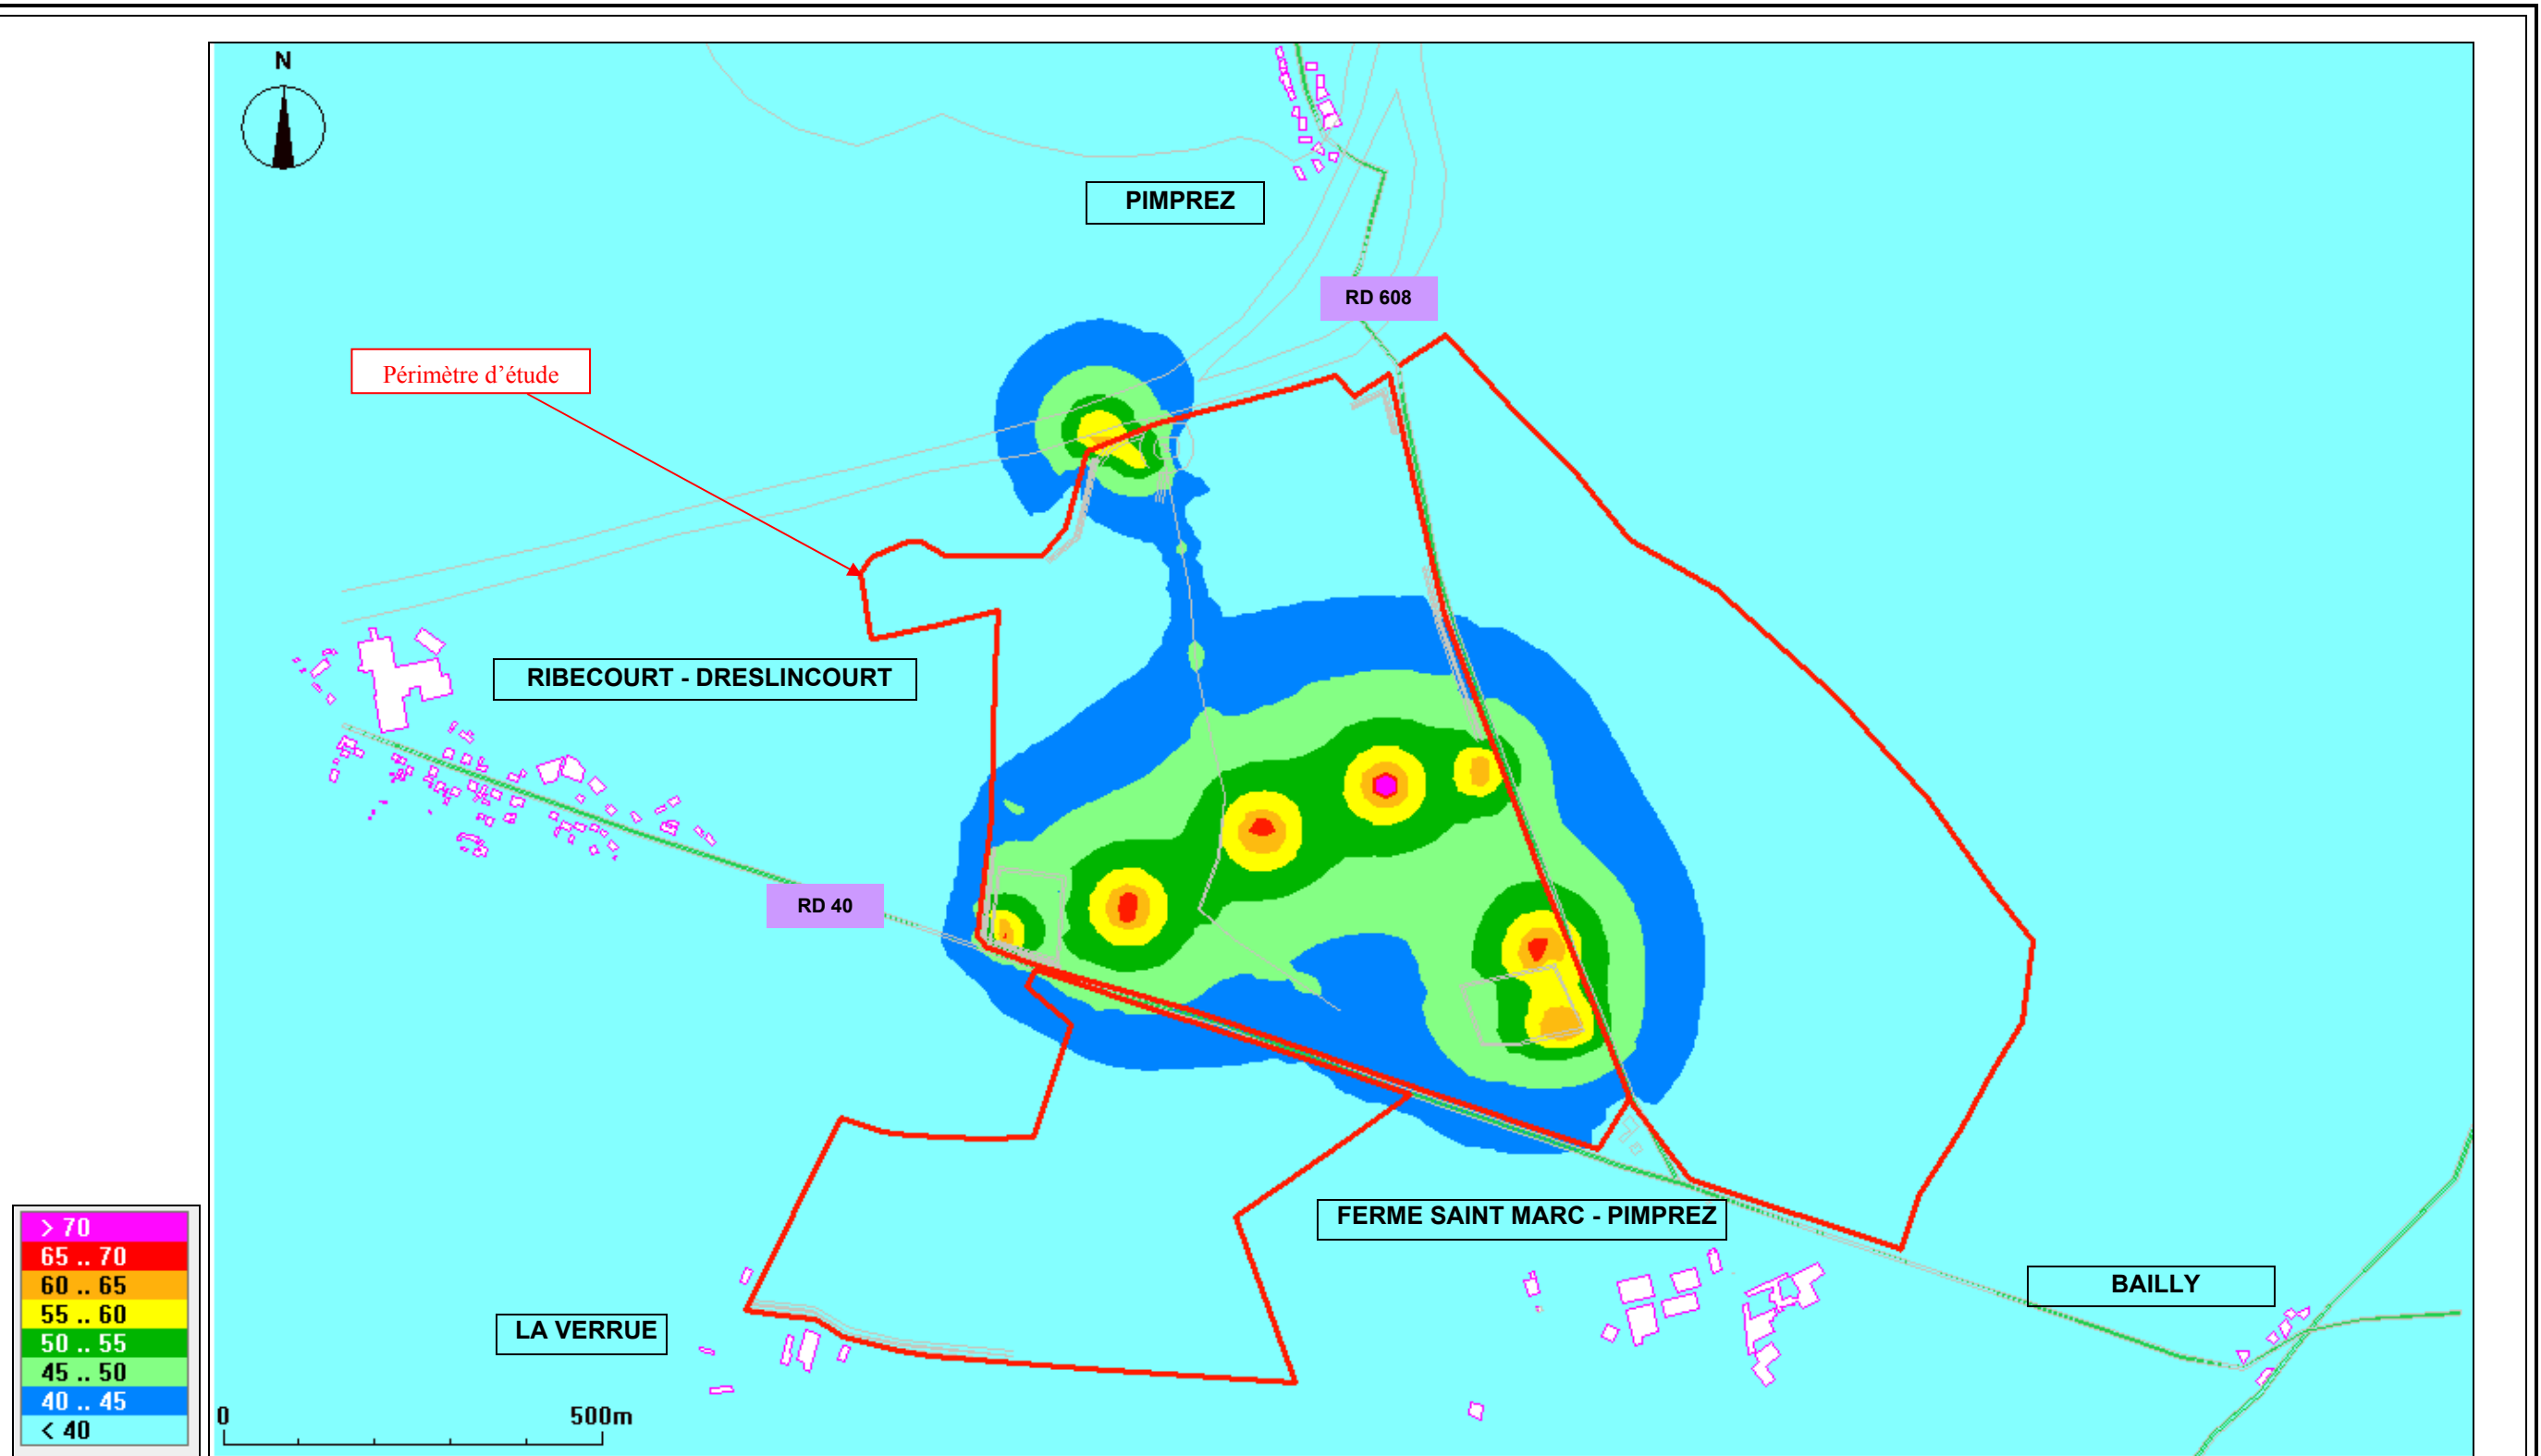 N
PIMPREZ
RD 608
Périmètre d’étude
RIBECOURT - DRESLINCOURT
RD 40
FERME SAINT MARC - PIMPREZ
BAILLY
LA VERRUE
> 70
65 .. 70
60 .. 65
55 .. 60
50 .. 55
45 .. 50
40 .. 45
< 40
0 500m